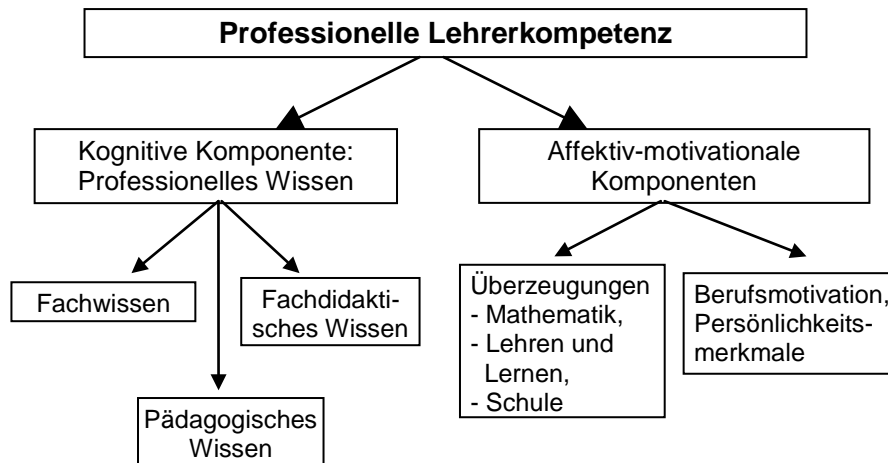 Professionelle Lehrerkompetenz
Kognitive Komponente:
Professionelles Wissen
Affektiv-motivationale
Komponenten
Fachwissen
Fachdidakti-
sches Wissen
Pädagogisches
Wissen
Überzeugungen
- Mathematik,
- Lehren und
Lernen,
- Schule
Berufsmotivation,
Persönlichkeits-
merkmale